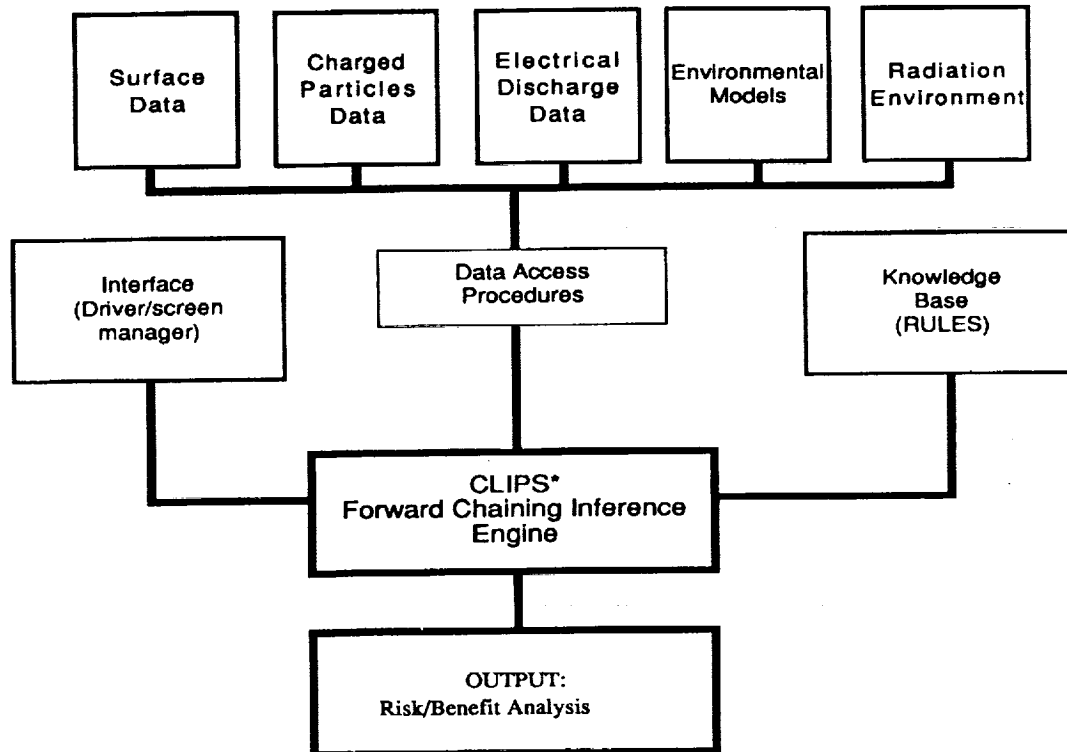 Surface
Data
Charged
Particles
Data
Electrical
Discharge
Data
Environmental
Models
Radiation
Environment
Interface
(Driver/screen
manager)
Data Access
Procedures
Knowledge
Base
(RULES)
CLIPS*
Forward Chaining Inference
Engine
OUTPUT:
Risk/Benefit Analysis